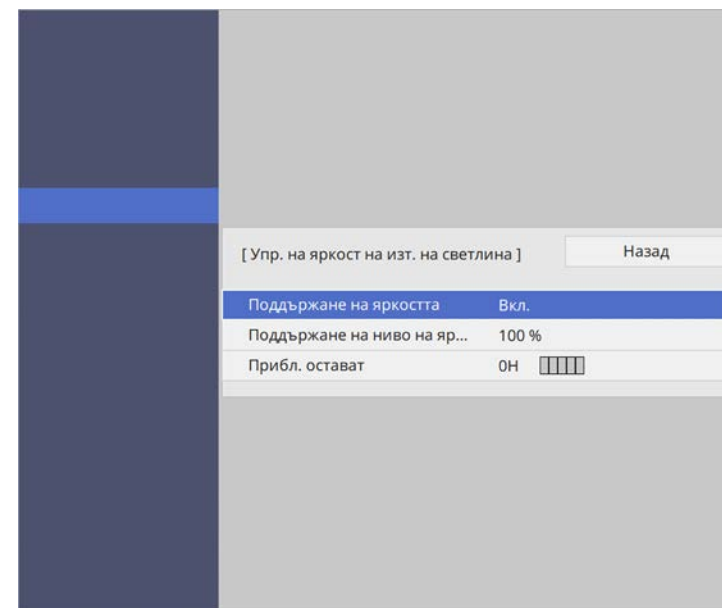 [ Упр. на яркост на изт. на светлина ] Назад
Поддържане на яркостта Вкл.
Поддържане на ниво на яр... 100 %
Прибл. остават 0H